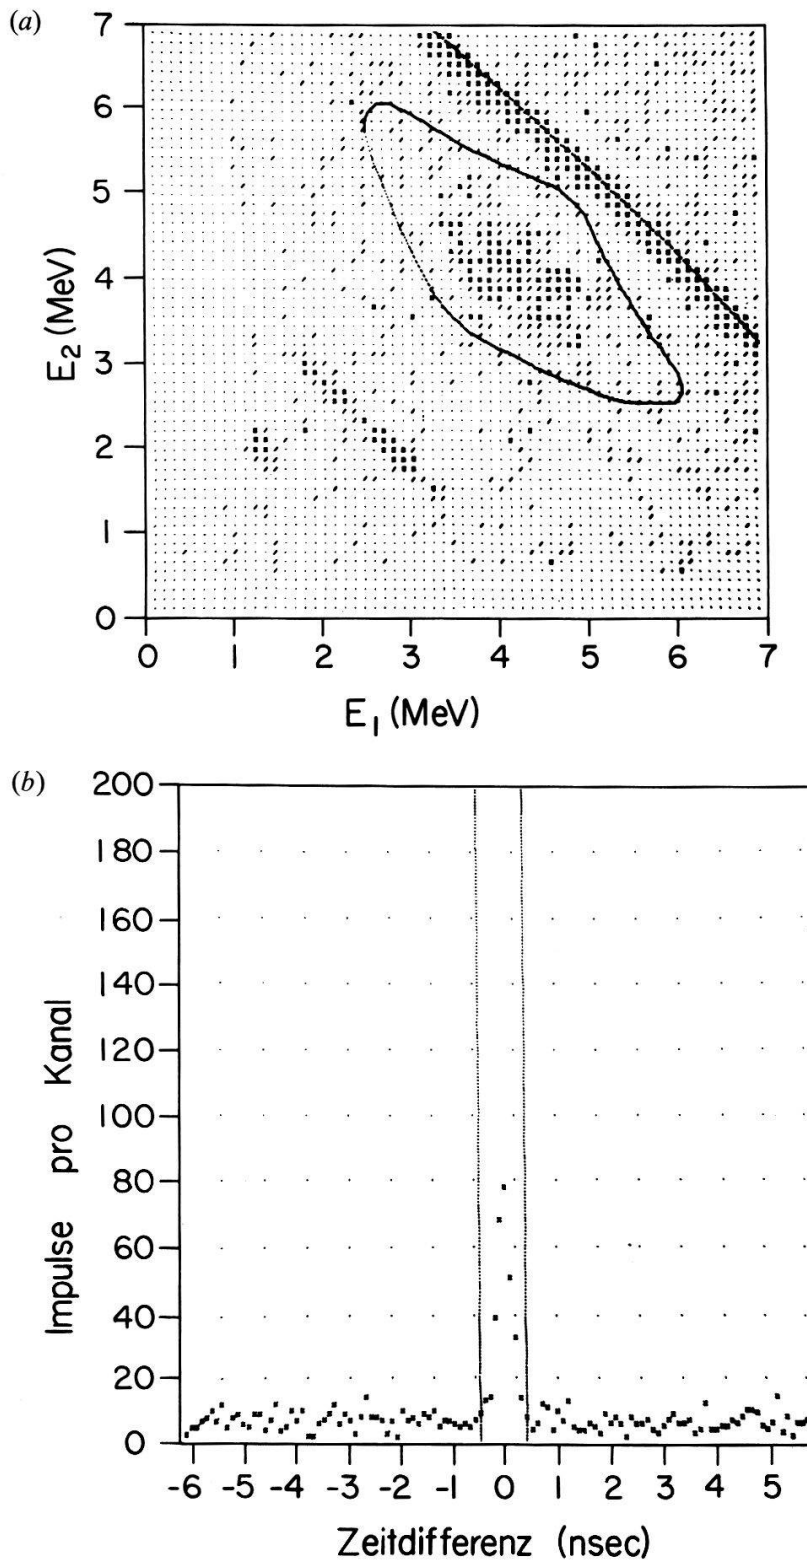 (a)
7
6
5
4
3
2
1
0
E2 (MeV)
0 1 2 3 4 5 6 7
E1 (MeV)
(b)
200
180
160
140
120
100
80
60
40
20
0
Impulse pro Kanal
-6 -5 -4 -3 -2 -1 0 1 2 3 4 5
Zeitdifferenz (nsec)